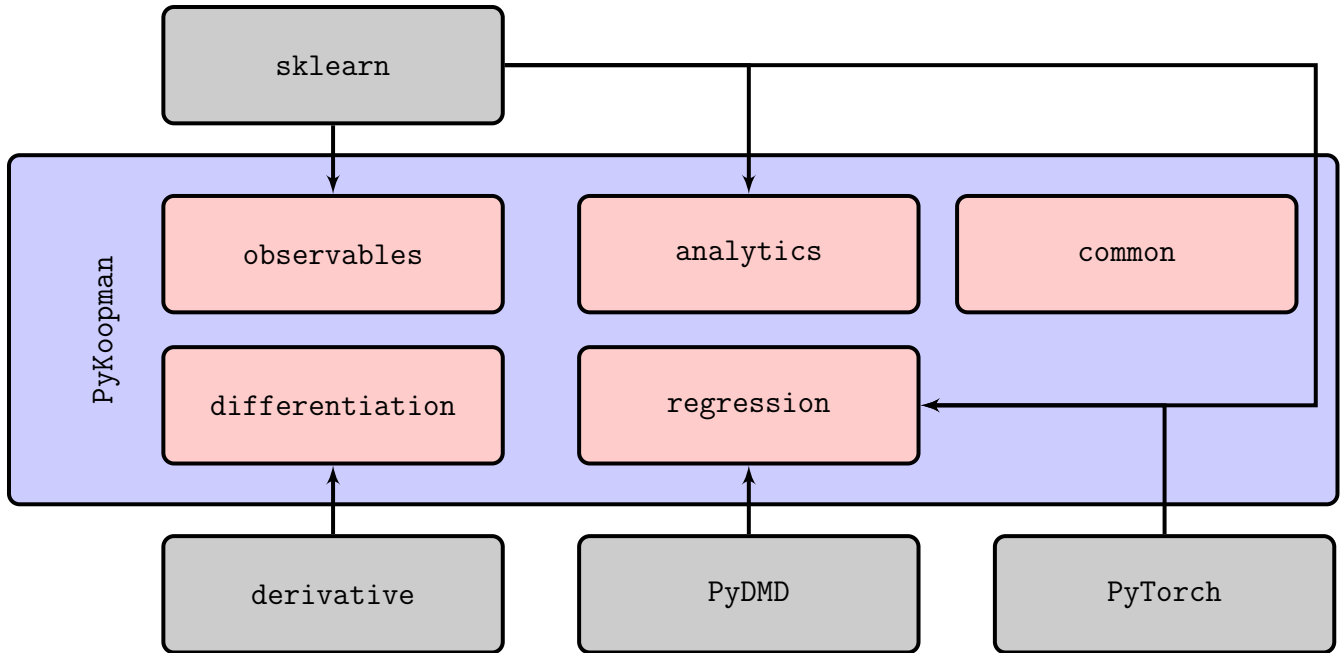 sklearn
PyKoopman
observables
analytics
common
differentiation
regression
derivative
PyDMD
PyTorch